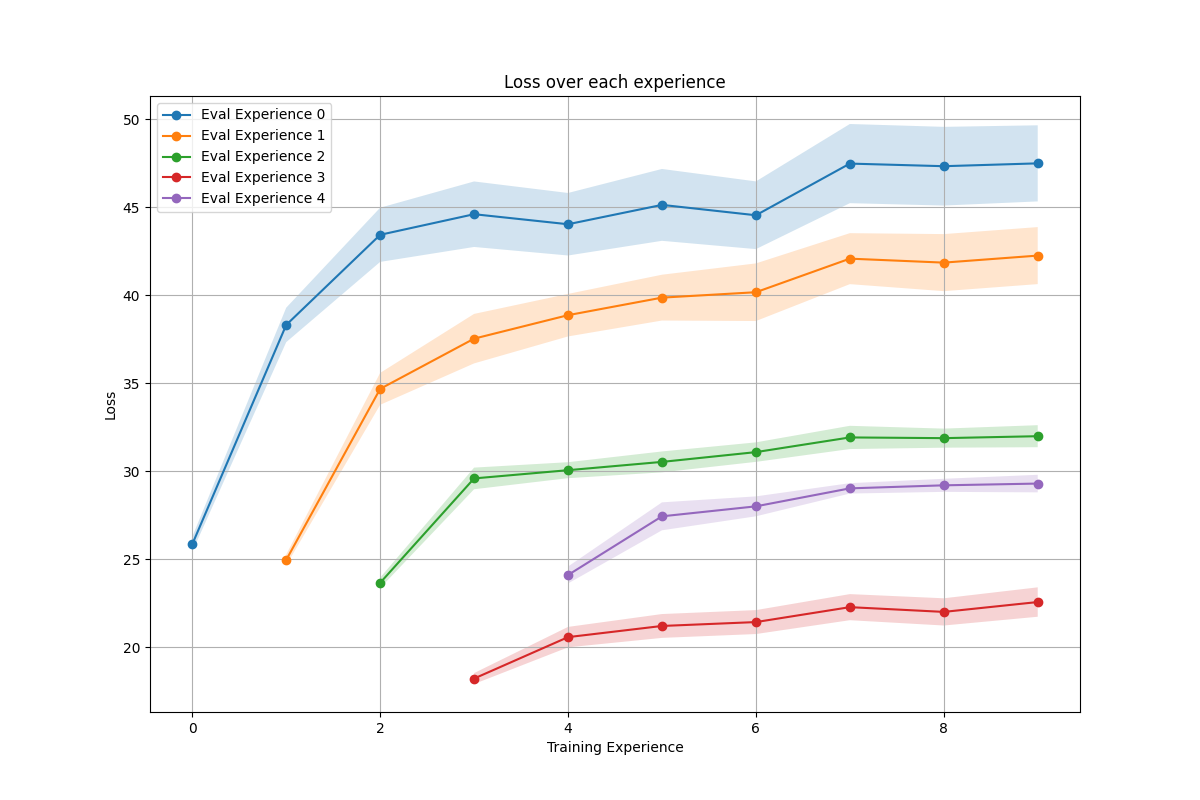 Loss over each experience
Eval Experience 0
Eval Experience 1
Eval Experience 2
Eval Experience 3
Eval Experience 4
50
45
40
35
30
25
20
Loss
0 2 4 6 8
Training Experience